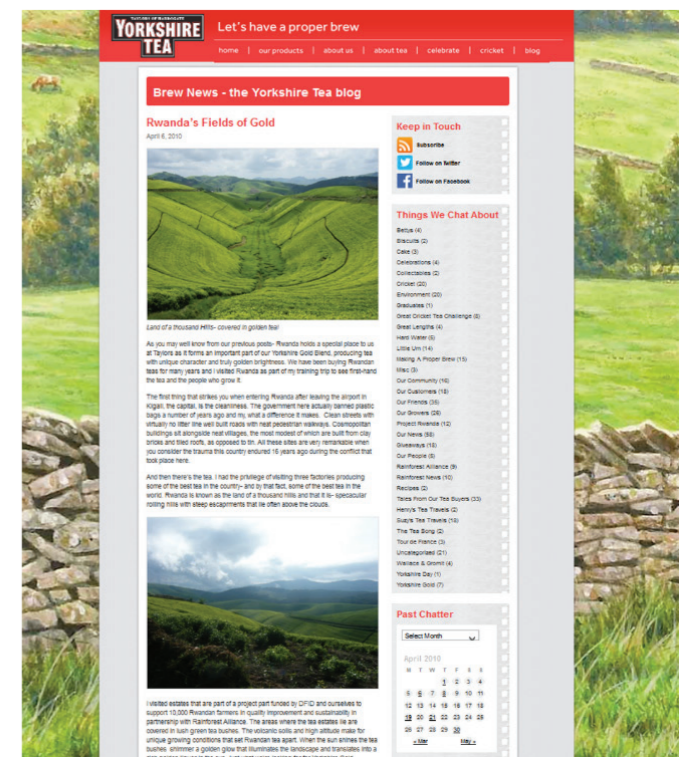 TAYLORS OF HARROGATE
YORKSHIRE
TEA
Let's have a proper brew
home | our products | about us | about tea | celebrate | cricket | blog
Brew News - the Yorkshire Tea blog
Rwanda's Fields of Gold
April 6, 2010
Land of a thousand Hills- covered in golden tea!
As you may well know from our previous posts- Rwanda holds a special place to us
at Taylors as it forms an important part of our Yorkshire Gold Blend, producing tea
with unique character and truly golden brightness. We have been buying Rwandan
teas for many years and I visited Rwanda as part of my training trip to see first-hand
the tea and the people who grow it.
The first thing that strikes you when entering Rwanda after leaving the airport in
Kigali, the capital, is the cleanliness. The government here actually banned plastic
bags a number of years ago and my, what a difference it makes. Clean streets with
virtually no litter line well built roads with neat pedestrian walkways. Cosmopolitan
buildings sit alongside neat villages, the most modest of which are built from clay
bricks and tiled roofs, as opposed to tin. All these sites are very remarkable when
you consider the trauma this country endured 16 years ago during the conflict that
took place here.
And then there's the tea. I had the privilege of visiting three factories producing
some of the best tea in the country- and by that fact, some of the best tea in the
world. Rwanda is known as the land of a thousand hills and that it is- spectacular
rolling hills with steep escarpments that lie often above the clouds.
I visited estates that are part of a project part funded by DFID and ourselves to
support 10,000 Rwandan farmers in quality improvement and sustainability in
partnership with Rainforest Alliance. The areas where the tea estates lie are
covered in lush green tea bushes. The volcanic soils and high altitude make for
unique growing conditions that set Rwandan tea apart. When the sun shines the tea
bushes shimmer a golden glow that illuminates the landscape and translates into a
Keep in Touch
Subscribe
Follow on Twitter
Follow on Facebook
Things We Chat About
Bettys (4)
Biscuits (2)
Cake (3)
Celebrations (4)
Collectables (2)
Cricket (20)
Environment (20)
Graduates (1)
Great Cricket Tea Challenge (8)
Great Lengths (4)
Hard Water (6)
Little Urn (14)
Making A Proper Brew (15)
Misc (3)
Our Community (16)
Our Customers (18)
Our Friends (35)
Our Growers (28)
Project Rwanda (12)
Our News (88)
Giveaways (18)
Our People (8)
Rainforest Alliance (9)
Rainforest News (10)
Recipes (2)
Tales From Our Tea Buyers (33)
Henry's Tea Travels (2)
Suzy's Tea Travels (19)
The Tea Song (2)
Tour de France (3)
Uncategorized (21)
Wallace & Gromit (4)
Yorkshire Day (1)
Yorkshire Gold (7)
Past Chatter
Select Month
April 2010
M T W T F S S
1 2 3 4
5 6 7 8 9 10 11
12 13 14 15 16 17 18
19 20 21 22 23 24 25
26 27 28 29 30
« Mar May »